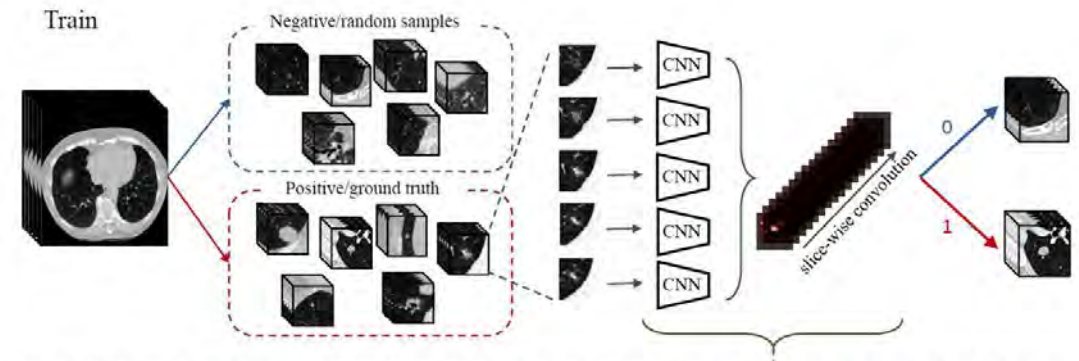 Train
Negative/random samples
Positive/ground truth
CNN
CNN
CNN
CNN
CNN
slice-wise convolution
0
1